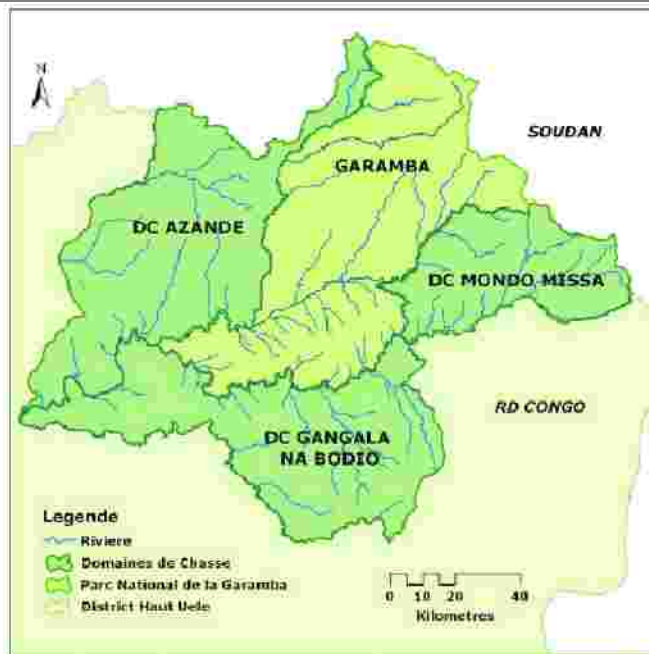 N
SOUDAN
GARAMBA
DC AZANDE
DC MONDO MISSA
RD CONGO
DC GANGALA
NA BODIO
Legende
Riviere
Domaines de Chasse
Parc National de la Garamba
District Haut Uele
0 10 20 40
Kilometres